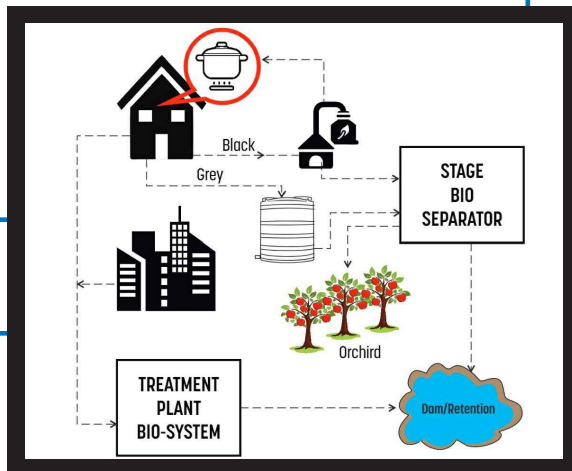 Black
Grey
STAGE
BIO
SEPARATOR
Orchird
TREATMENT
PLANT
BIO-SYSTEM
Dam/Retention